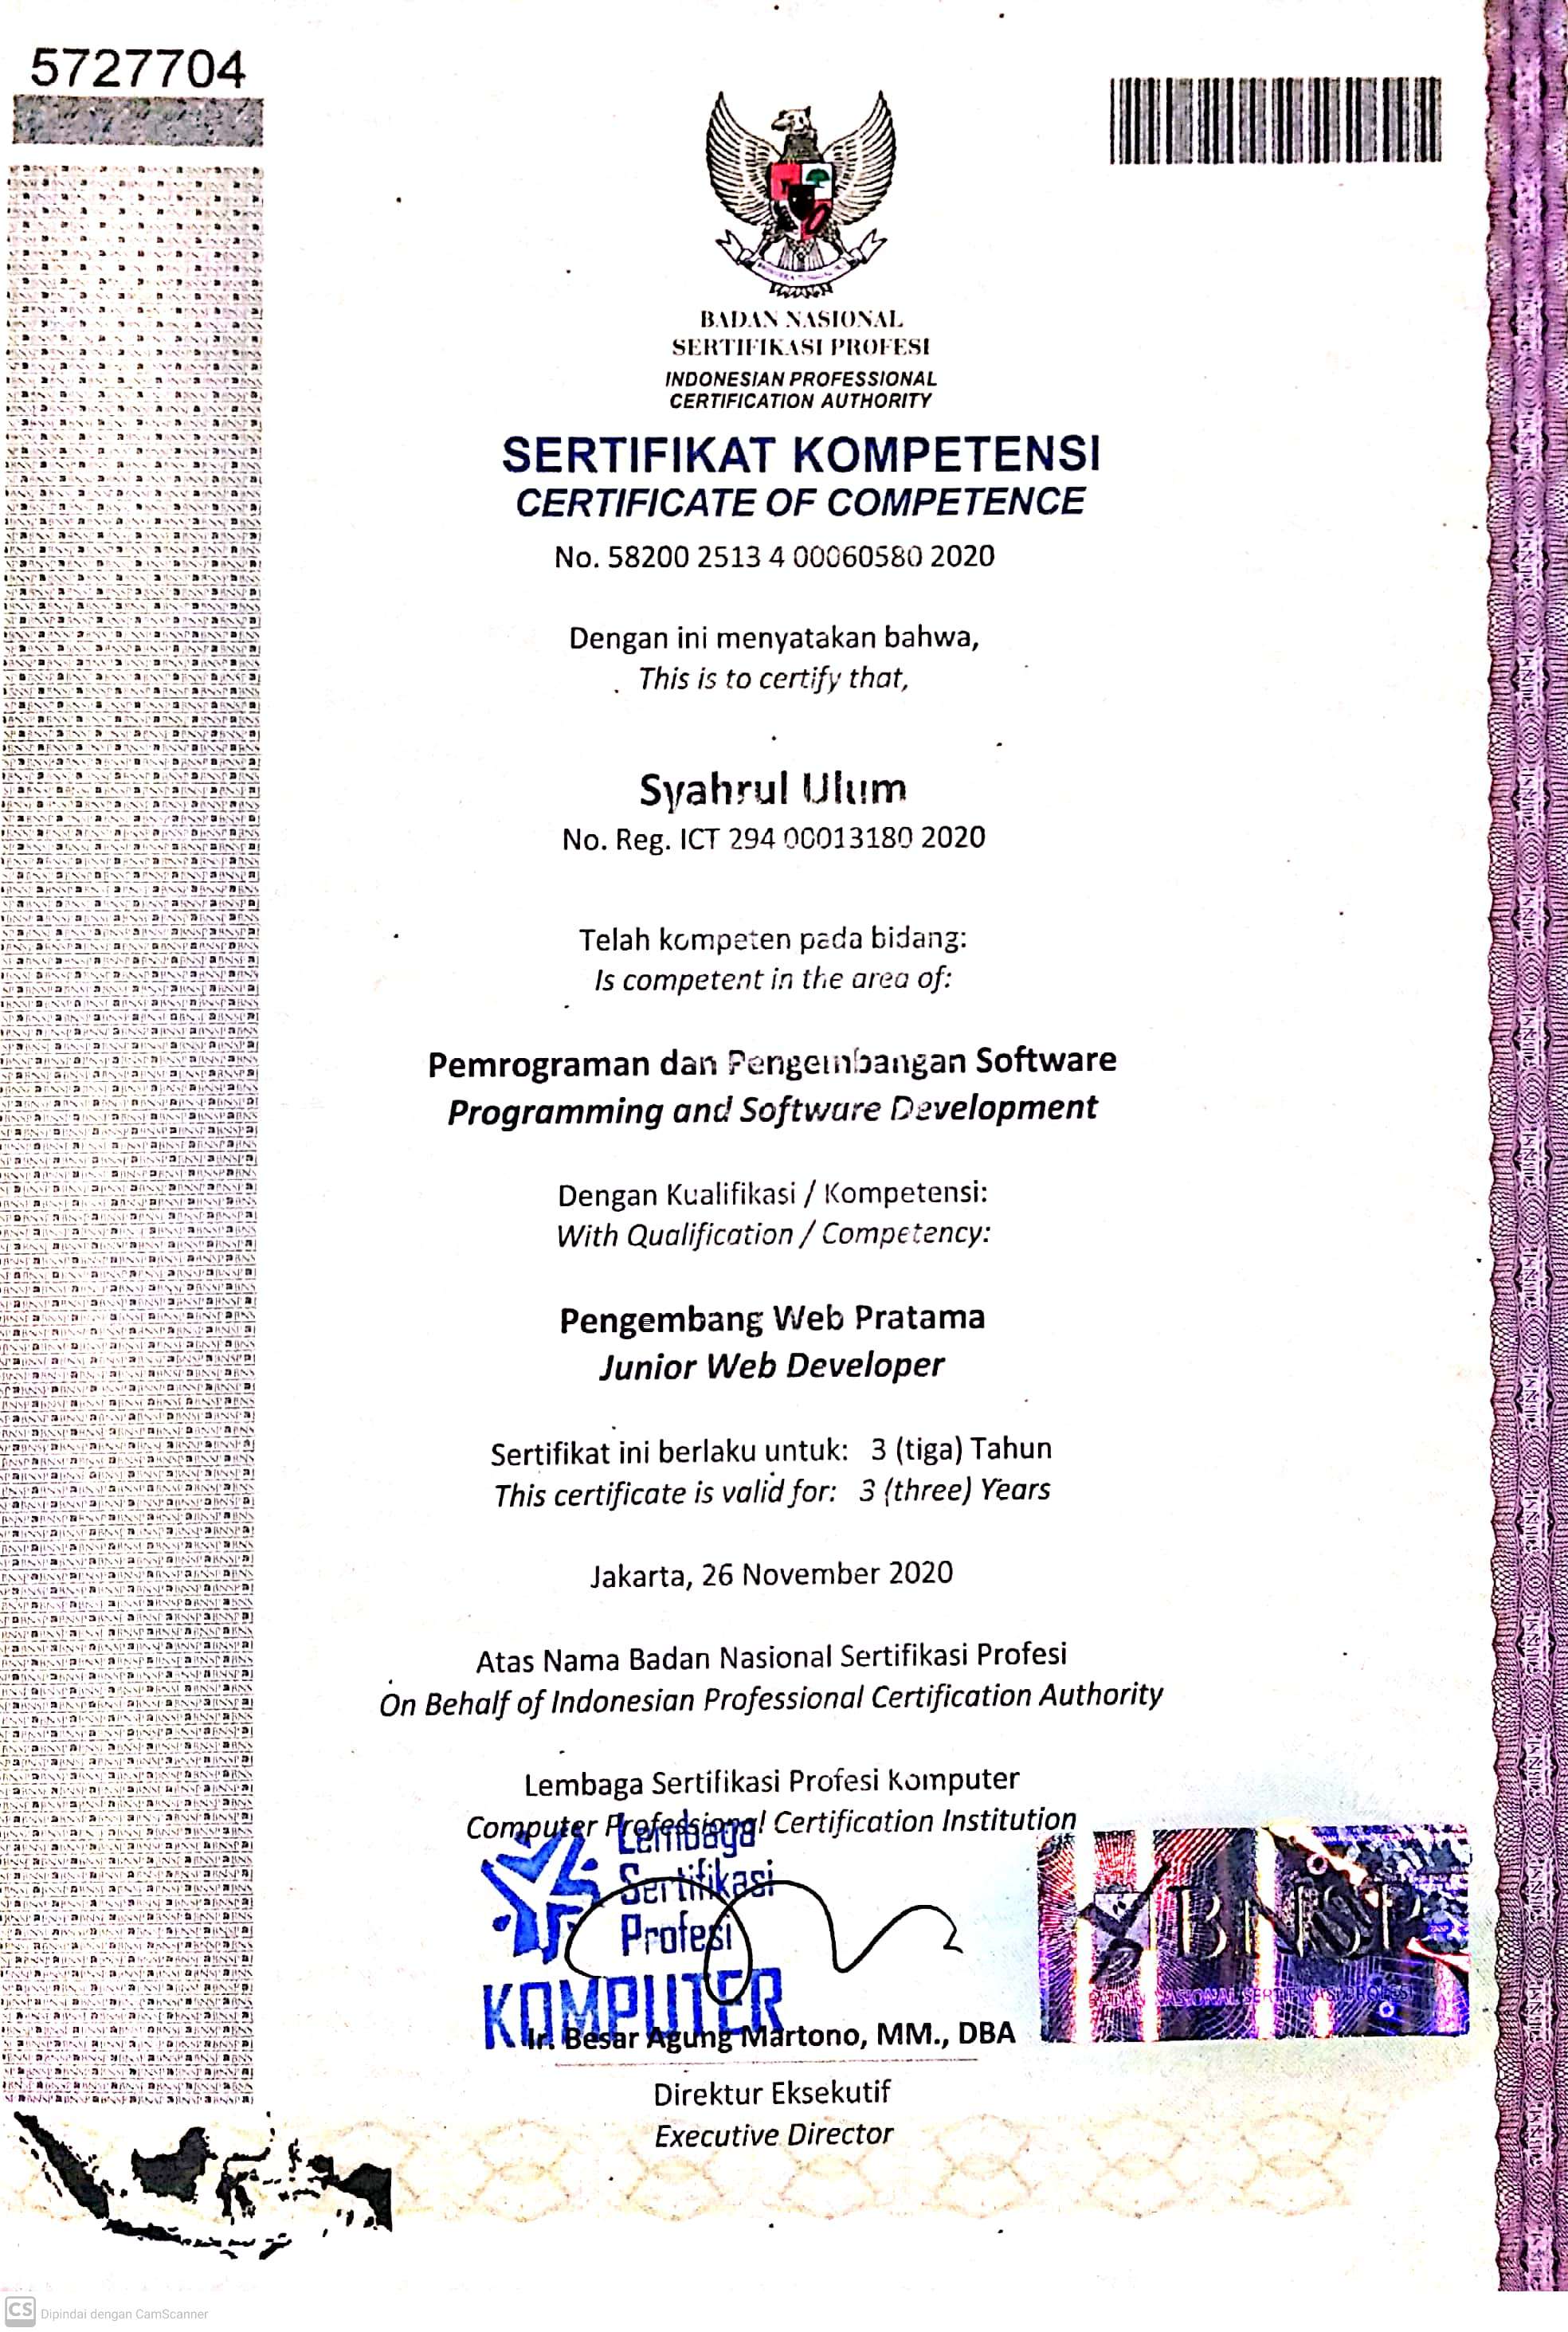 5727704
BADAN NASIONAL
SERTIFIKASI PROFESI
INDONESIAN PROFESSIONAL
CERTIFICATION AUTHORITY
SERTIFIKAT KOMPETENSI
CERTIFICATE OF COMPETENCE
No. 58200 2513 4 00060580 2020
Dengan ini menyatakan bahwa,
This is to certify that,
Syahrul Ulum
No. Reg. ICT 294 00013180 2020
Telah kompeten pada bidang:
Is competent in the area of:
Pemrograman dan Pengembangan Software
Programming and Software Development
Dengan Kualifikasi / Kompetensi:
With Qualification / Competency:
Pengembang Web Pratama
Junior Web Developer
Sertifikat ini berlaku untuk: 3 (tiga) Tahun
This certificate is valid for: 3 (three) Years
Jakarta, 26 November 2020
Atas Nama Badan Nasional Sertifikasi Profesi
On Behalf of Indonesian Professional Certification Authority
Lembaga Sertifikasi Profesi Komputer
Computer Professional Certification Institution
Lembaga
Sertifikasi
Profesi
KOMPUTER
BNSP
NASIONAL SERTIFIKASI PROFESI
Ir. Besar Agung Martono, MM., DBA
Direktur Eksekutif
Executive Director
CS Dipindai dengan CamScanner